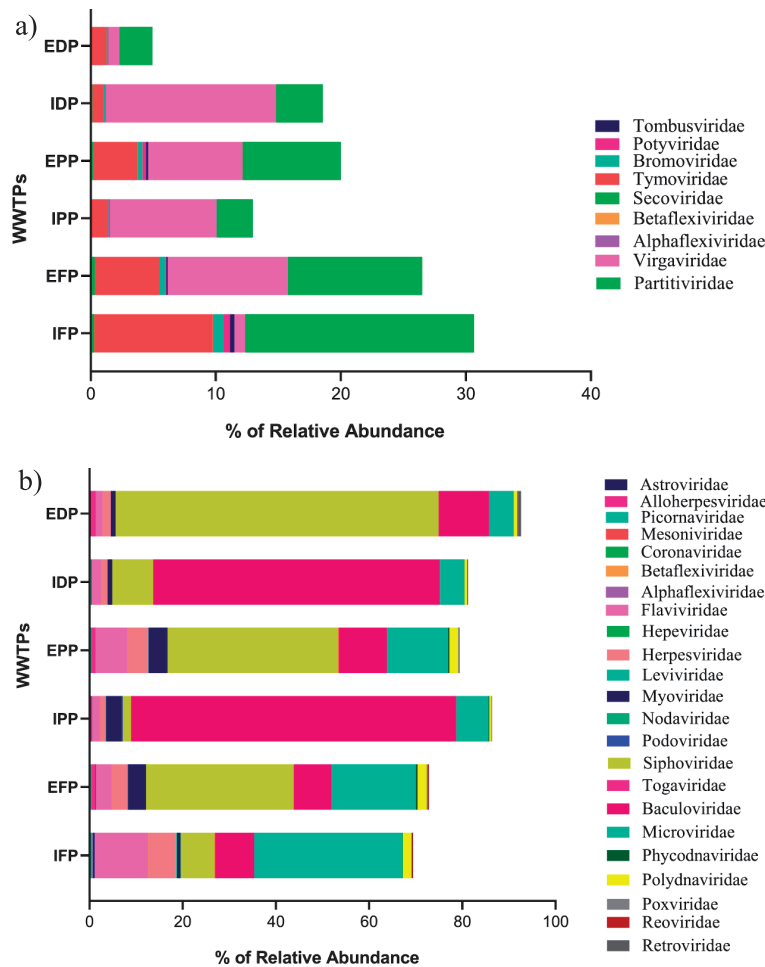 a)
EDP
IDP
EPP
IPP
EFP
IFP
WWTPs
0 10 20 30 40
% of Relative Abundance
Tombusviridae
Potyviridae
Bromoviridae
Tymoviridae
Secoviridae
Betaflexiviridae
Alphaflexiviridae
Virgaviridae
Partitiviridae
b)
EDP
IDP
EPP
IPP
EFP
IFP
WWTPs
0 20 40 60 80 100
% of Relative Abundance
Astroviridae
Alloherpesviridae
Picornaviridae
Mesoniviridae
Coronaviridae
Betaflexiviridae
Alphaflexiviridae
Flaviviridae
Hepeviridae
Herpesviridae
Leviviridae
Myoviridae
Nodaviridae
Podoviridae
Siphoviridae
Togaviridae
Baculoviridae
Microviridae
Phycodnaviridae
Polydnaviridae
Poxviridae
Reoviridae
Retroviridae